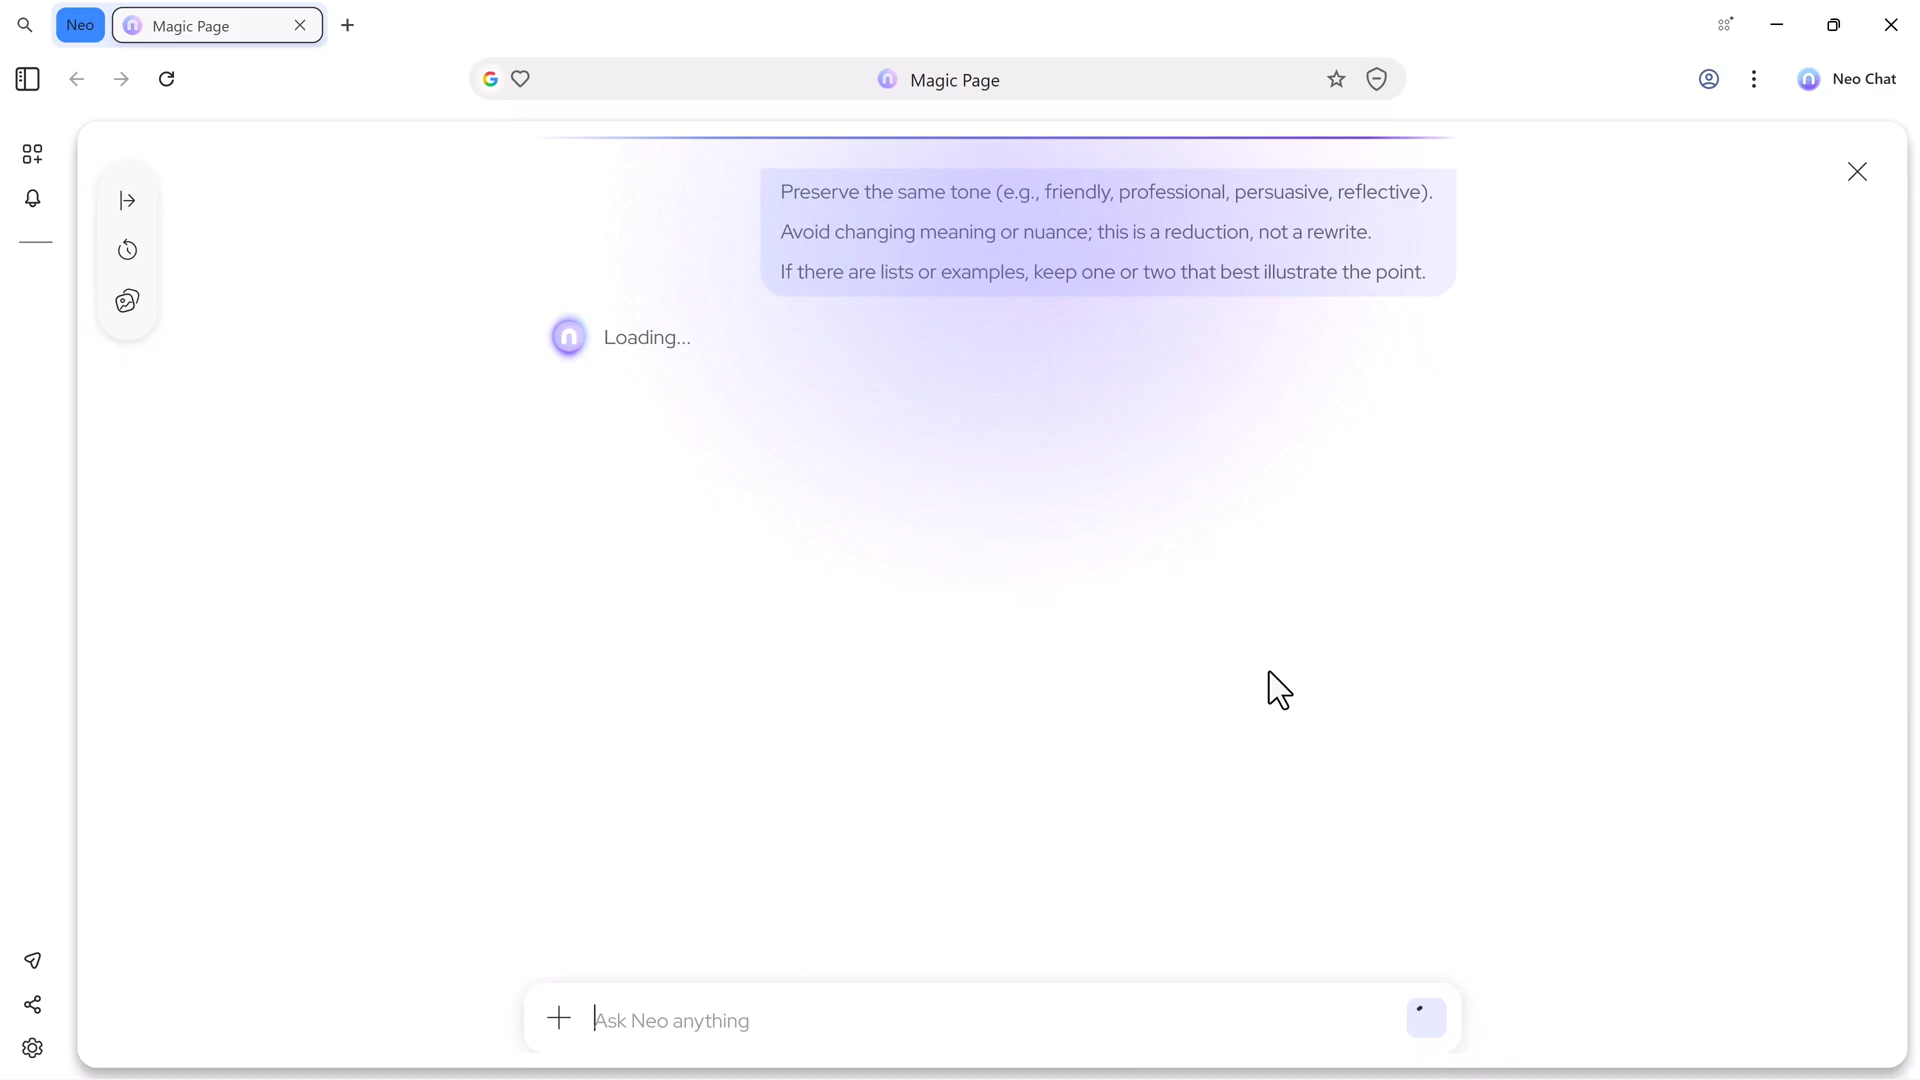 Neo
Magic Page
Magic Page
Neo Chat
Preserve the same tone (e.g., friendly, professional, persuasive, reflective).
Avoid changing meaning or nuance; this is a reduction, not a rewrite.
If there are lists or examples, keep one or two that best illustrate the point.
Loading...
Ask Neo anything